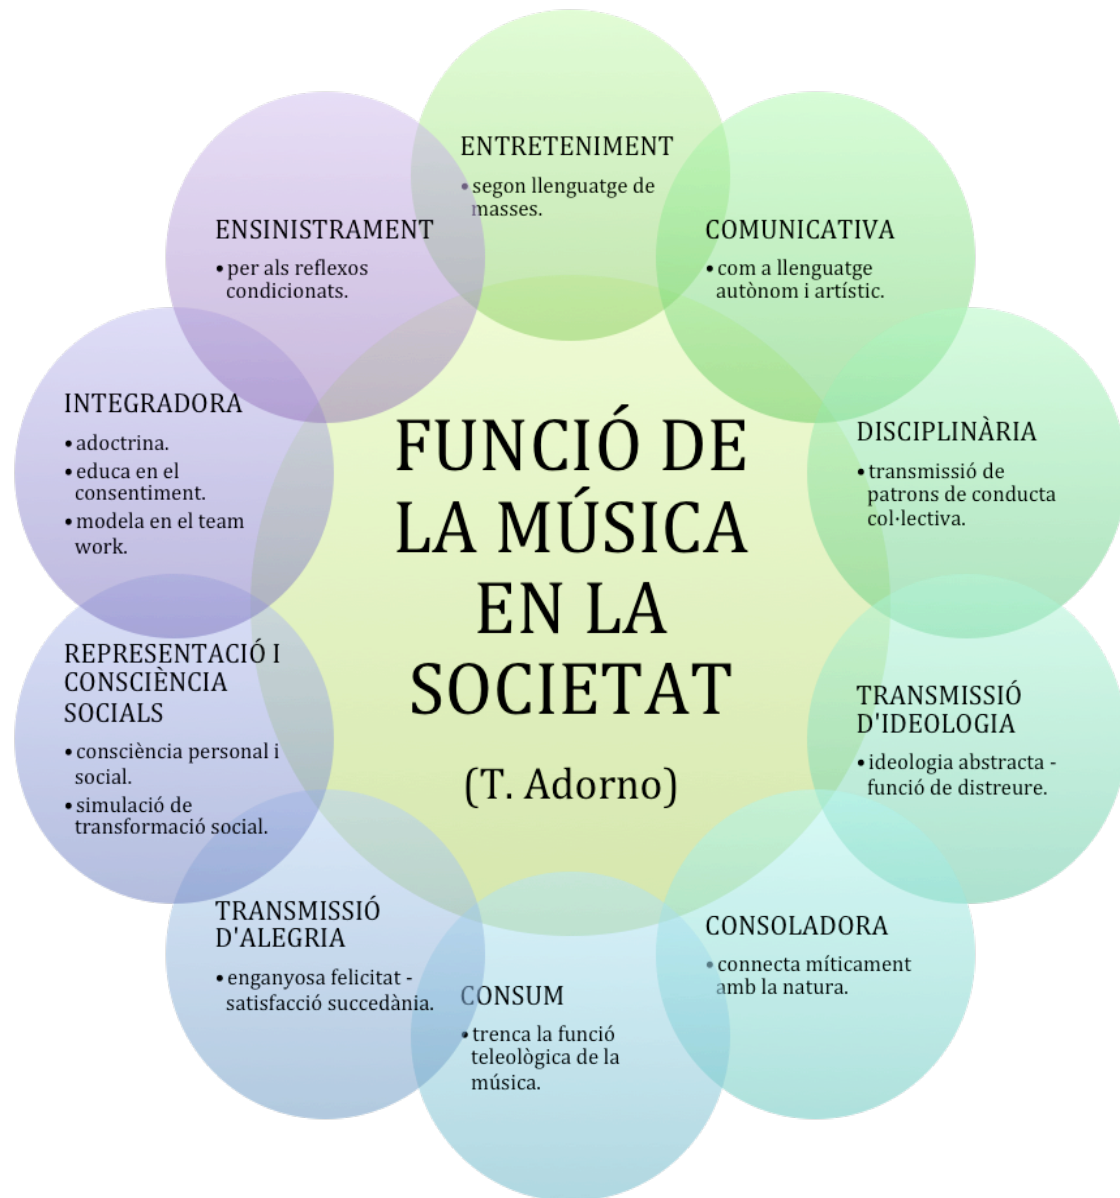 FUNCIÓ DE
LA MÚSICA
EN LA
SOCIETAT
(T. Adorno)
ENTRETENIMENT
•segon llenguatge de
masses.
COMUNICATIVA
•com a llenguatge
autònom i artístic.
DISCIPLINÀRIA
•transmissió de
patrons de conducta
col·lectiva.
TRANSMISSIÓ
D'IDEOLOGIA
•ideologia abstracta -
funció de distreure.
CONSOLADORA
•connecta míticament
amb la natura.
CONSUM
•trenca la funció
teleològica de la
música.
TRANSMISSIÓ
D'ALEGRIA
•enganyosa felicitat -
satisfacció succedània.
REPRESENTACIÓ I
CONSCIÈNCIA
SOCIALS
•consciència personal i
social.
•simulació de
transformació social.
INTEGRADORA
•adoctrina.
•educa en el
consentiment.
•modela en el team
work.
ENSINISTRAMENT
•per als reflexos
condicionats.